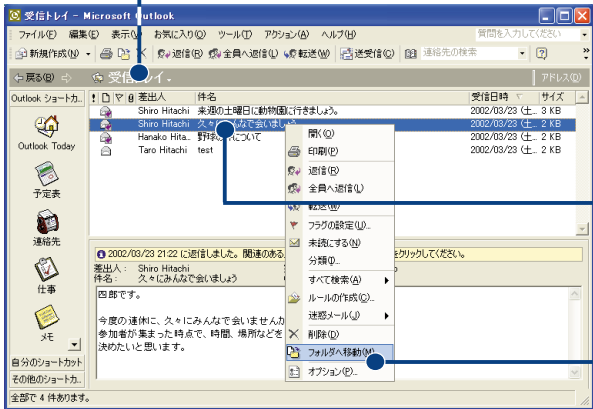 受信トレイ - Microsoft Outlook
ファイル(F) 編集(E) 表示(V) お気に入り(O) ツール(T) アクション(A) ヘルプ(H) 質問を入力してください
新規作成(N) 返信(R) 全員へ返信(L) 転送(W) 送受信(C) 連絡先の検索
戻る(B) 受信トレイ. アドレス(D)
Outlook ショートカ.. 差出人 件名 受信日時 サイズ
Shiro Hitachi 来週の土曜日に動物園に行きましょう。 2002/03/23 (土... 3 KB
Shiro Hitachi 久々にみんなで会いましょう 2002/03/23 (土... 2 KB
Hanako Hita.. 野球の について 2002/03/23 (土... 2 KB
Taro Hitachi test 2002/03/23 (土... 2 KB
Outlook Today
予定表
連絡先
仕事
メモ
自分のショートカット
その他のショートカ..
開く(O)
印刷(P)
返信(R)
全員へ返信(L)
転送(W)
フラグの設定(U)...
未読にする(N)
分類(I)...
すべて検索(A)
ルールの作成(C)...
迷惑メール(J)
削除(D)
フォルダへ移動(M)...
オプション(P)...
2002/03/23 21:22 に返信しました。関連のある クリックしてください。
差出人: Shiro Hitachi
件名: 久々にみんなで会いましょう
四郎です。
今度の連休に、久々にみんなで会いませんか
参加者が集まった時点で、時間、場所などを
決めたいと思います。
全部で 4 件あります。